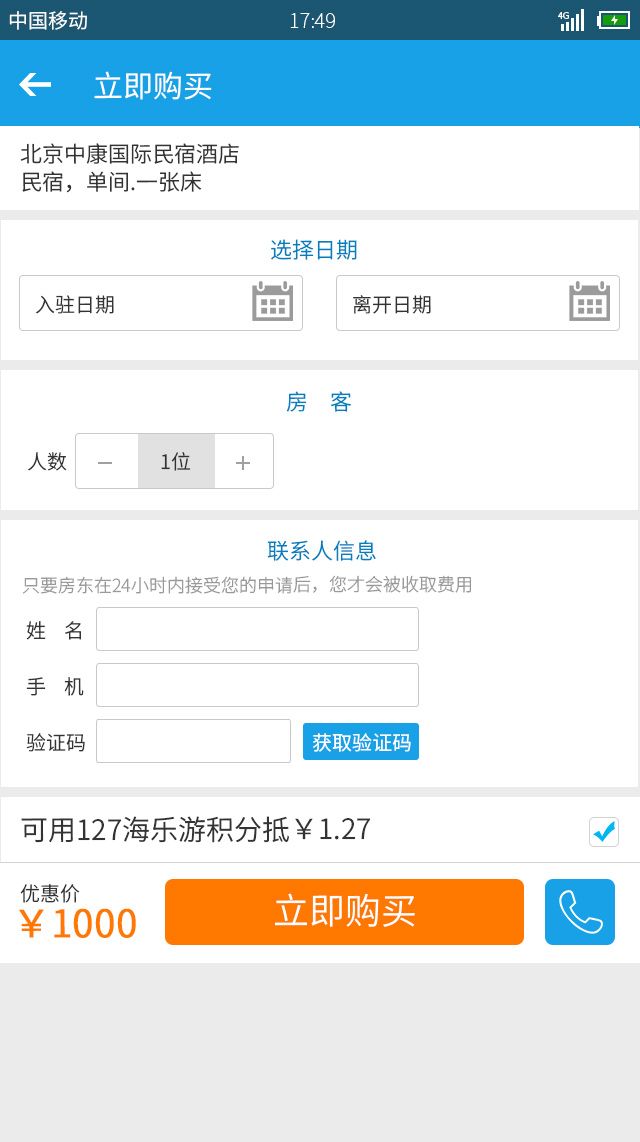 中国移动 17:49 4G
立即购买
北京中康国际民宿酒店
民宿，单间.一张床
选择日期
入驻日期 离开日期
房 客
人数 － 1位 ＋
联系人信息
只要房东在24小时内接受您的申请后，您才会被收取费用
姓 名
手 机
验证码 获取验证码
可用127海乐游积分抵￥1.27
优惠价
￥1000 立即购买